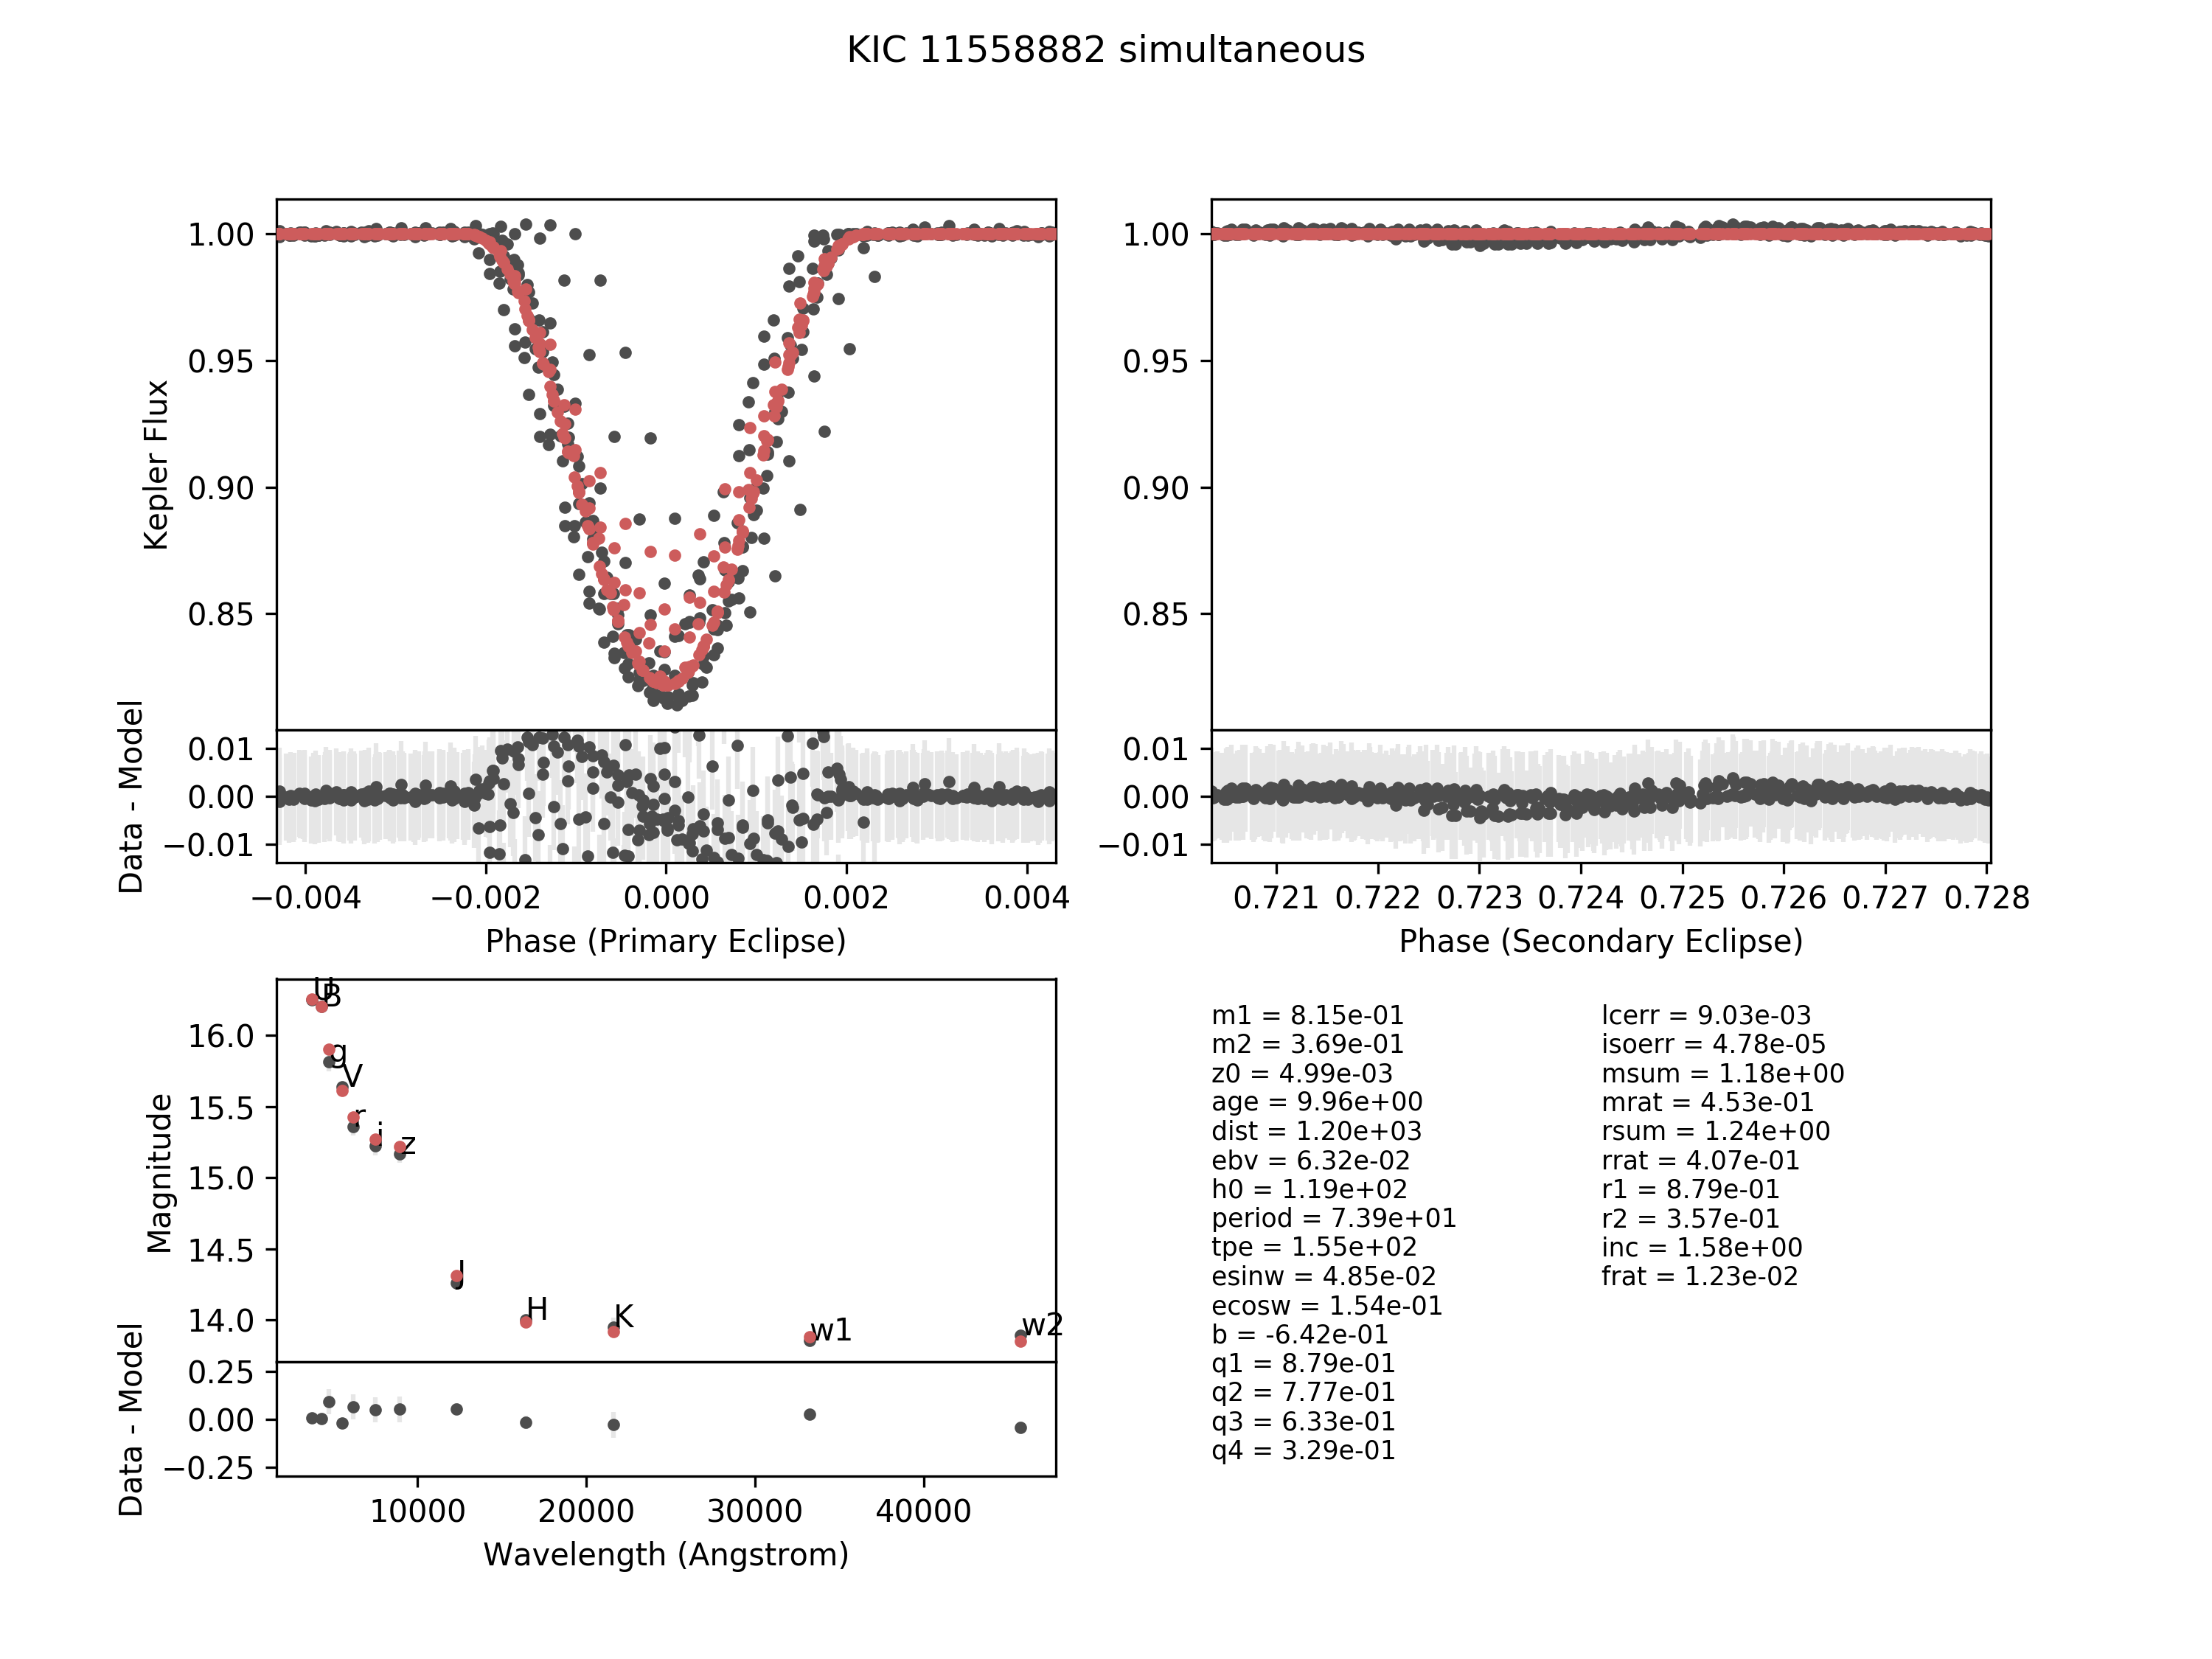 KIC 11558882 simultaneous
Kepler Flux
1.00
0.95
0.90
0.85
1.00
0.95
0.90
0.85
Data - Model
0.01
0.00
−0.01
0.01
0.00
−0.01
−0.004 −0.002 0.000 0.002 0.004
0.721 0.722 0.723 0.724 0.725 0.726 0.727 0.728
Phase (Primary Eclipse)
Phase (Secondary Eclipse)
Magnitude
16.0
15.5
15.0
14.5
14.0
U
B
g
V
r
i
z
J
H
K
w1
w2
Data - Model
0.25
0.00
−0.25
10000 20000 30000 40000
Wavelength (Angstrom)
m1 = 8.15e-01
m2 = 3.69e-01
z0 = 4.99e-03
age = 9.96e+00
dist = 1.20e+03
ebv = 6.32e-02
h0 = 1.19e+02
period = 7.39e+01
tpe = 1.55e+02
esinw = 4.85e-02
ecosw = 1.54e-01
b = -6.42e-01
q1 = 8.79e-01
q2 = 7.77e-01
q3 = 6.33e-01
q4 = 3.29e-01
lcerr = 9.03e-03
isoerr = 4.78e-05
msum = 1.18e+00
mrat = 4.53e-01
rsum = 1.24e+00
rrat = 4.07e-01
r1 = 8.79e-01
r2 = 3.57e-01
inc = 1.58e+00
frat = 1.23e-02